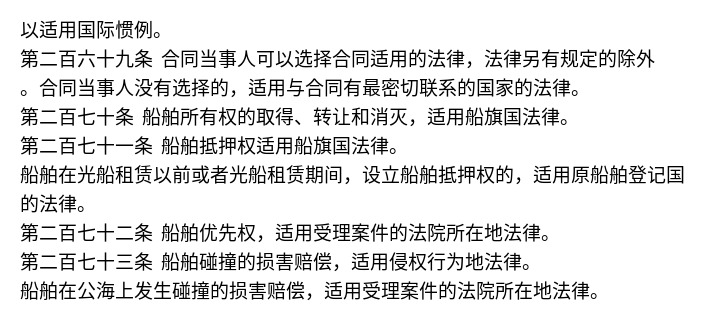 以适用国际惯例。
第二百六十九条 合同当事人可以选择合同适用的法律，法律另有规定的除外
。合同当事人没有选择的，适用与合同有最密切联系的国家的法律。
第二百七十条 船舶所有权的取得、转让和消灭，适用船旗国法律。
第二百七十一条 船舶抵押权适用船旗国法律。
船舶在光船租赁以前或者光船租赁期间，设立船舶抵押权的，适用原船舶登记国
的法律。
第二百七十二条 船舶优先权，适用受理案件的法院所在地法律。
第二百七十三条 船舶碰撞的损害赔偿，适用侵权行为地法律。
船舶在公海上发生碰撞的损害赔偿，适用受理案件的法院所在地法律。